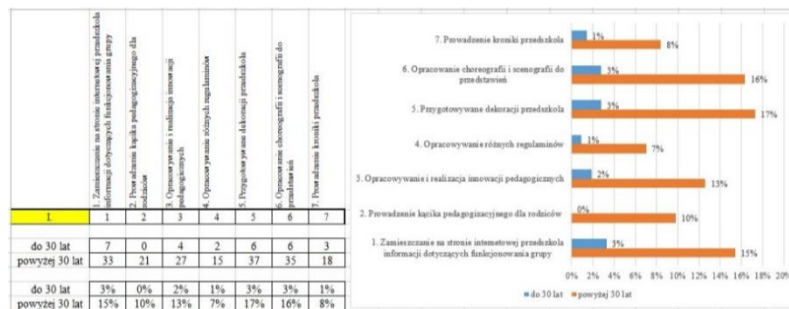 1. Zamieszczanie na stronie internetowej przedszkola
informacji dotyczących funkcjonowania grupy
2. Prowadzenie kącika pedagogizacyjnego dla
rodziców
3. Opracowywanie i realizacja innowacji
pedagogicznych
4. Opracowywanie różnych regulaminów
5. Przygotowywane dekoracji przedszkola
6. Opracowanie choreografii i scenografii do
przedstawień
7. Prowadzenie kroniki przedszkola
I. 1 2 3 4 5 6 7
do 30 lat 7 0 4 2 6 6 3
powyżej 30 lat 33 21 27 15 37 35 18
do 30 lat 3% 0% 2% 1% 3% 3% 1%
powyżej 30 lat 15% 10% 13% 7% 17% 16% 8%
7. Prowadzenie kroniki przedszkola
1%
8%
6. Opracowanie choreografii i scenografii do
przedstawień
3%
16%
5. Przygotowywane dekoracji przedszkola
3%
17%
4. Opracowywanie różnych regulaminów
1%
7%
3. Opracowywanie i realizacja innowacji pedagogicznych
2%
13%
2. Prowadzenie kącika pedagogizacyjnego dla rodziców
0%
10%
1. Zamieszczanie na stronie internetowej przedszkola
informacji dotyczących funkcjonowania grupy
3%
15%
0% 2% 4% 6% 8% 10% 12% 14% 16% 18% 20%
do 30 lat powyżej 30 lat